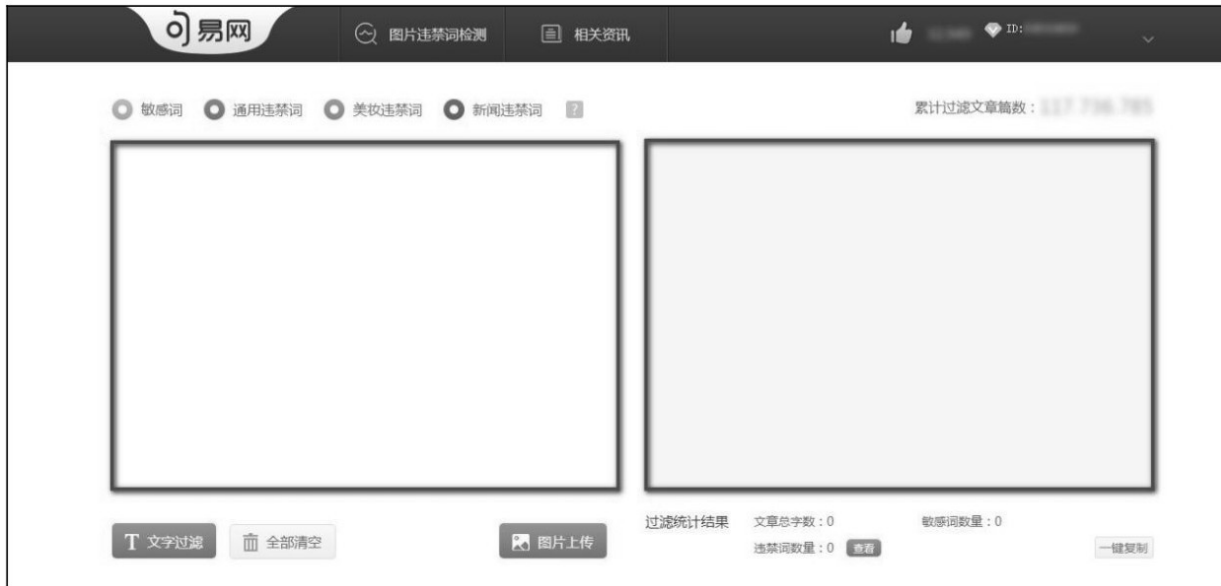 句易网
图片违禁词检测
相关资讯
ID:
敏感词 通用违禁词 美妆违禁词 新闻违禁词 ?
累计过滤文章篇数：
T 文字过滤
全部清空
图片上传
过滤统计结果 文章总字数：0 敏感词数量：0
违禁词数量：0 查看
一键复制